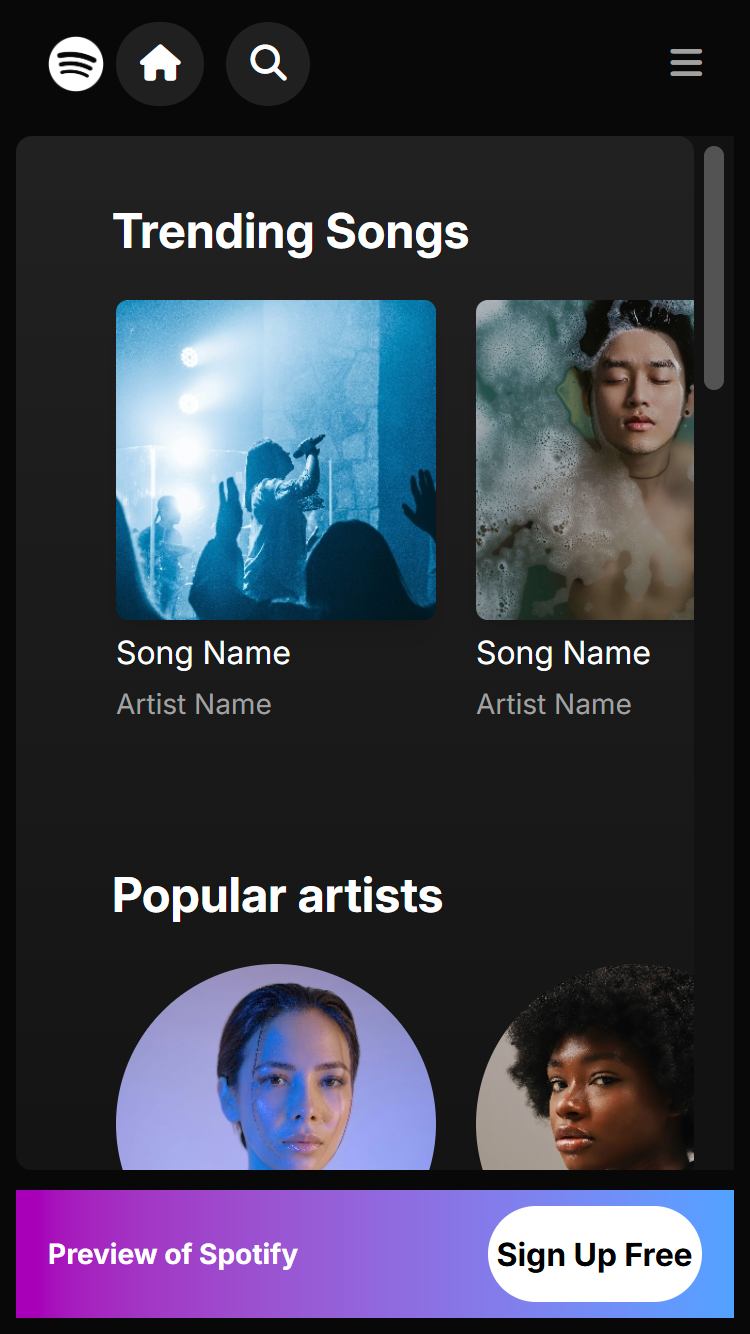 Trending Songs
Song Name
Artist Name
Song Name
Artist Name
Popular artists
Preview of Spotify
Sign Up Free